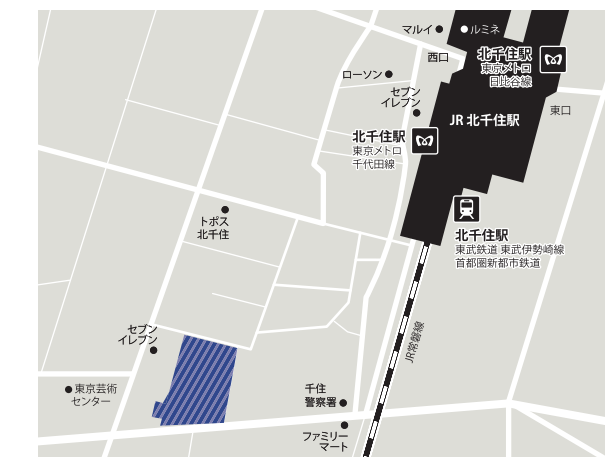 マルイ
ルミネ
西口
北千住駅
東京メトロ
日比谷線
ローソン
セブン
イレブン
東口
JR 北千住駅
北千住駅
東京メトロ
千代田線
トポス
北千住
北千住駅
東武鉄道 東武伊勢崎線
首都圏新都市鉄道
セブン
イレブン
JR常磐線
東京芸術
センター
千住
警察署
ファミリー
マート